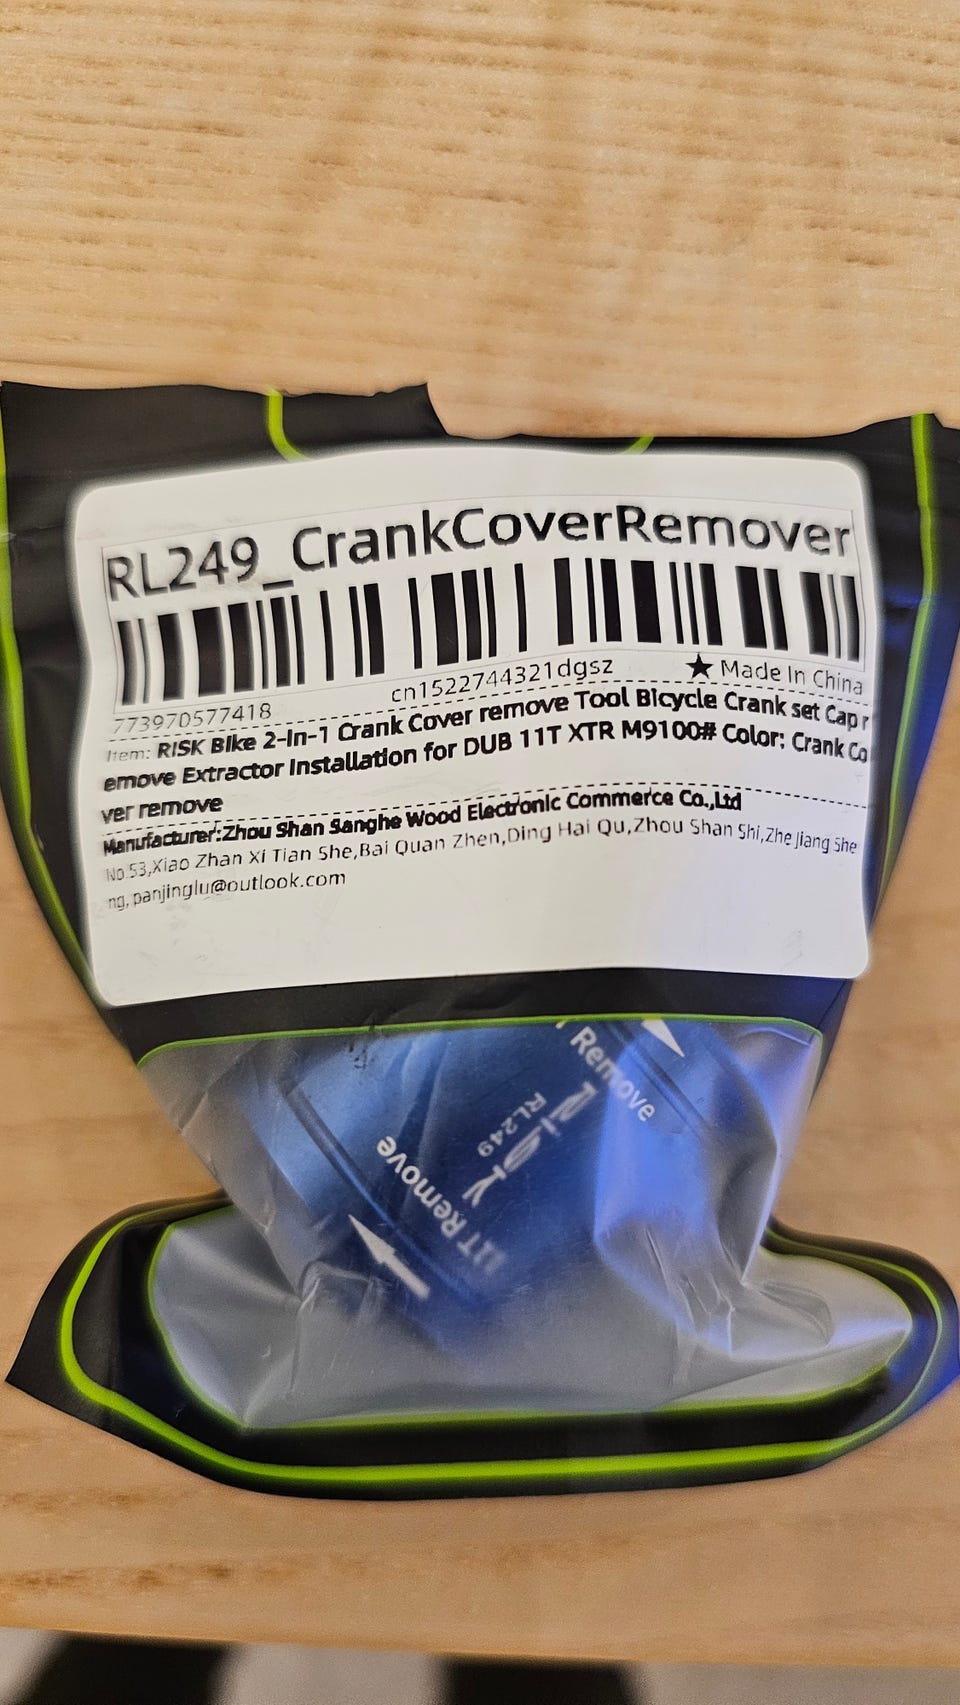 RL249_CrankCoverRemover
773970577418
cn1522744321dgsz
★ Made In China
Item: RISK Bike 2-In-1 Crank Cover remove Tool Bicycle Crank set Cap r
emove Extractor Installation for DUB 11T XTR M9100# Color: Crank Co
ver remove
Manufacturer:Zhou Shan Sanghe Wood Electronic Commerce Co.,Ltd
No.53,Xiao Zhan Xi Tian She,Bai Quan Zhen,Ding Hai Qu,Zhou Shan Shi,Zhe Jiang She
ng, panjinglu@outlook.com
Remove
RL249
Remove